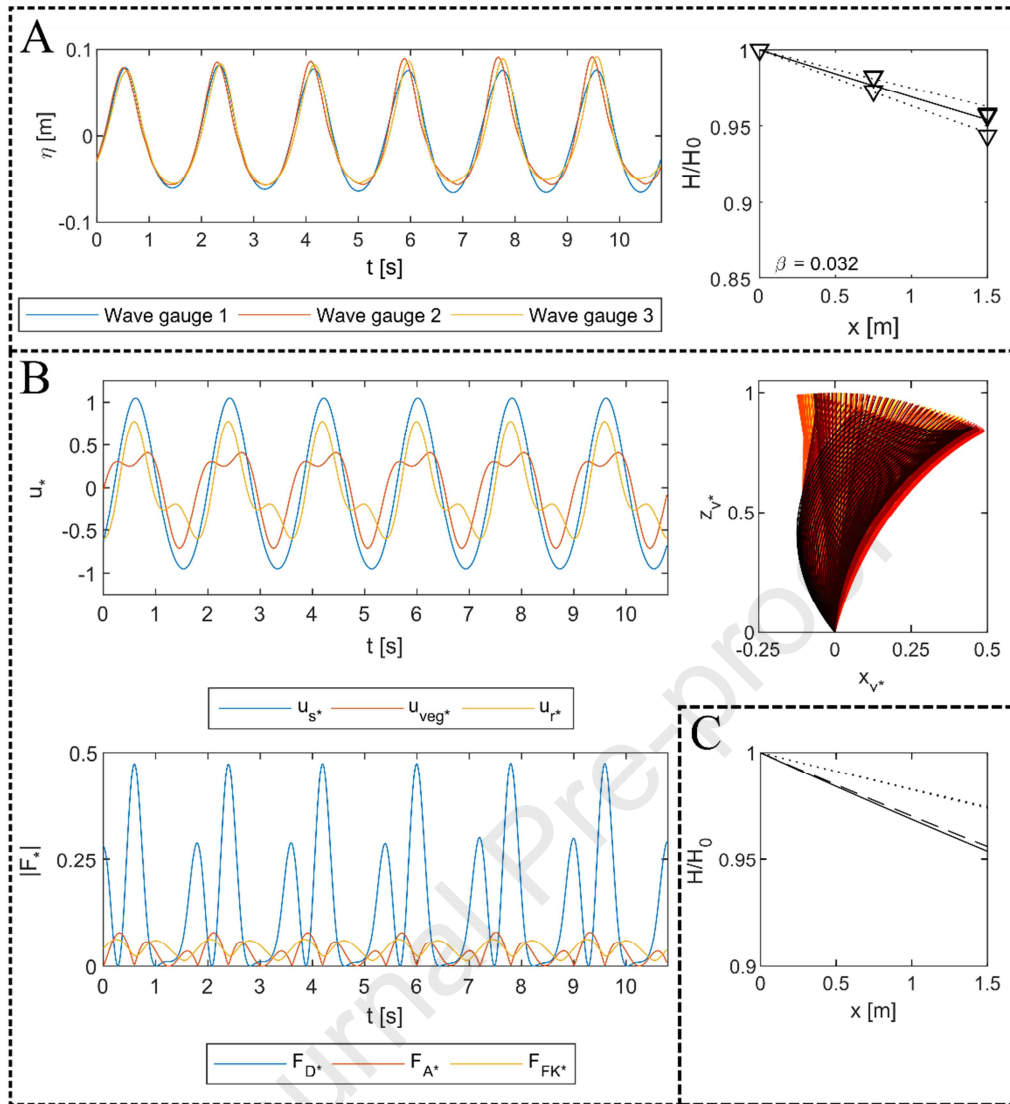 A
0.1
0
-0.1
η [m]
0 1 2 3 4 5 6 7 8 9 10
t [s]
Wave gauge 1 Wave gauge 2 Wave gauge 3
1
0.95
0.9
0.85
H/H0
β = 0.032
0 0.5 1 1.5
x [m]
B
1
0.5
0
-0.5
-1
u*
0 1 2 3 4 5 6 7 8 9 10
t [s]
us* uveg* ur*
1
0.5
0
zv*
-0.25 0 0.25 0.5
xv*
0.5
0.25
0
|F*|
0 1 2 3 4 5 6 7 8 9 10
t [s]
FD* FA* FFK*
C
1
0.95
0.9
H/H0
0 0.5 1 1.5
x [m]
urnal Pre-proof